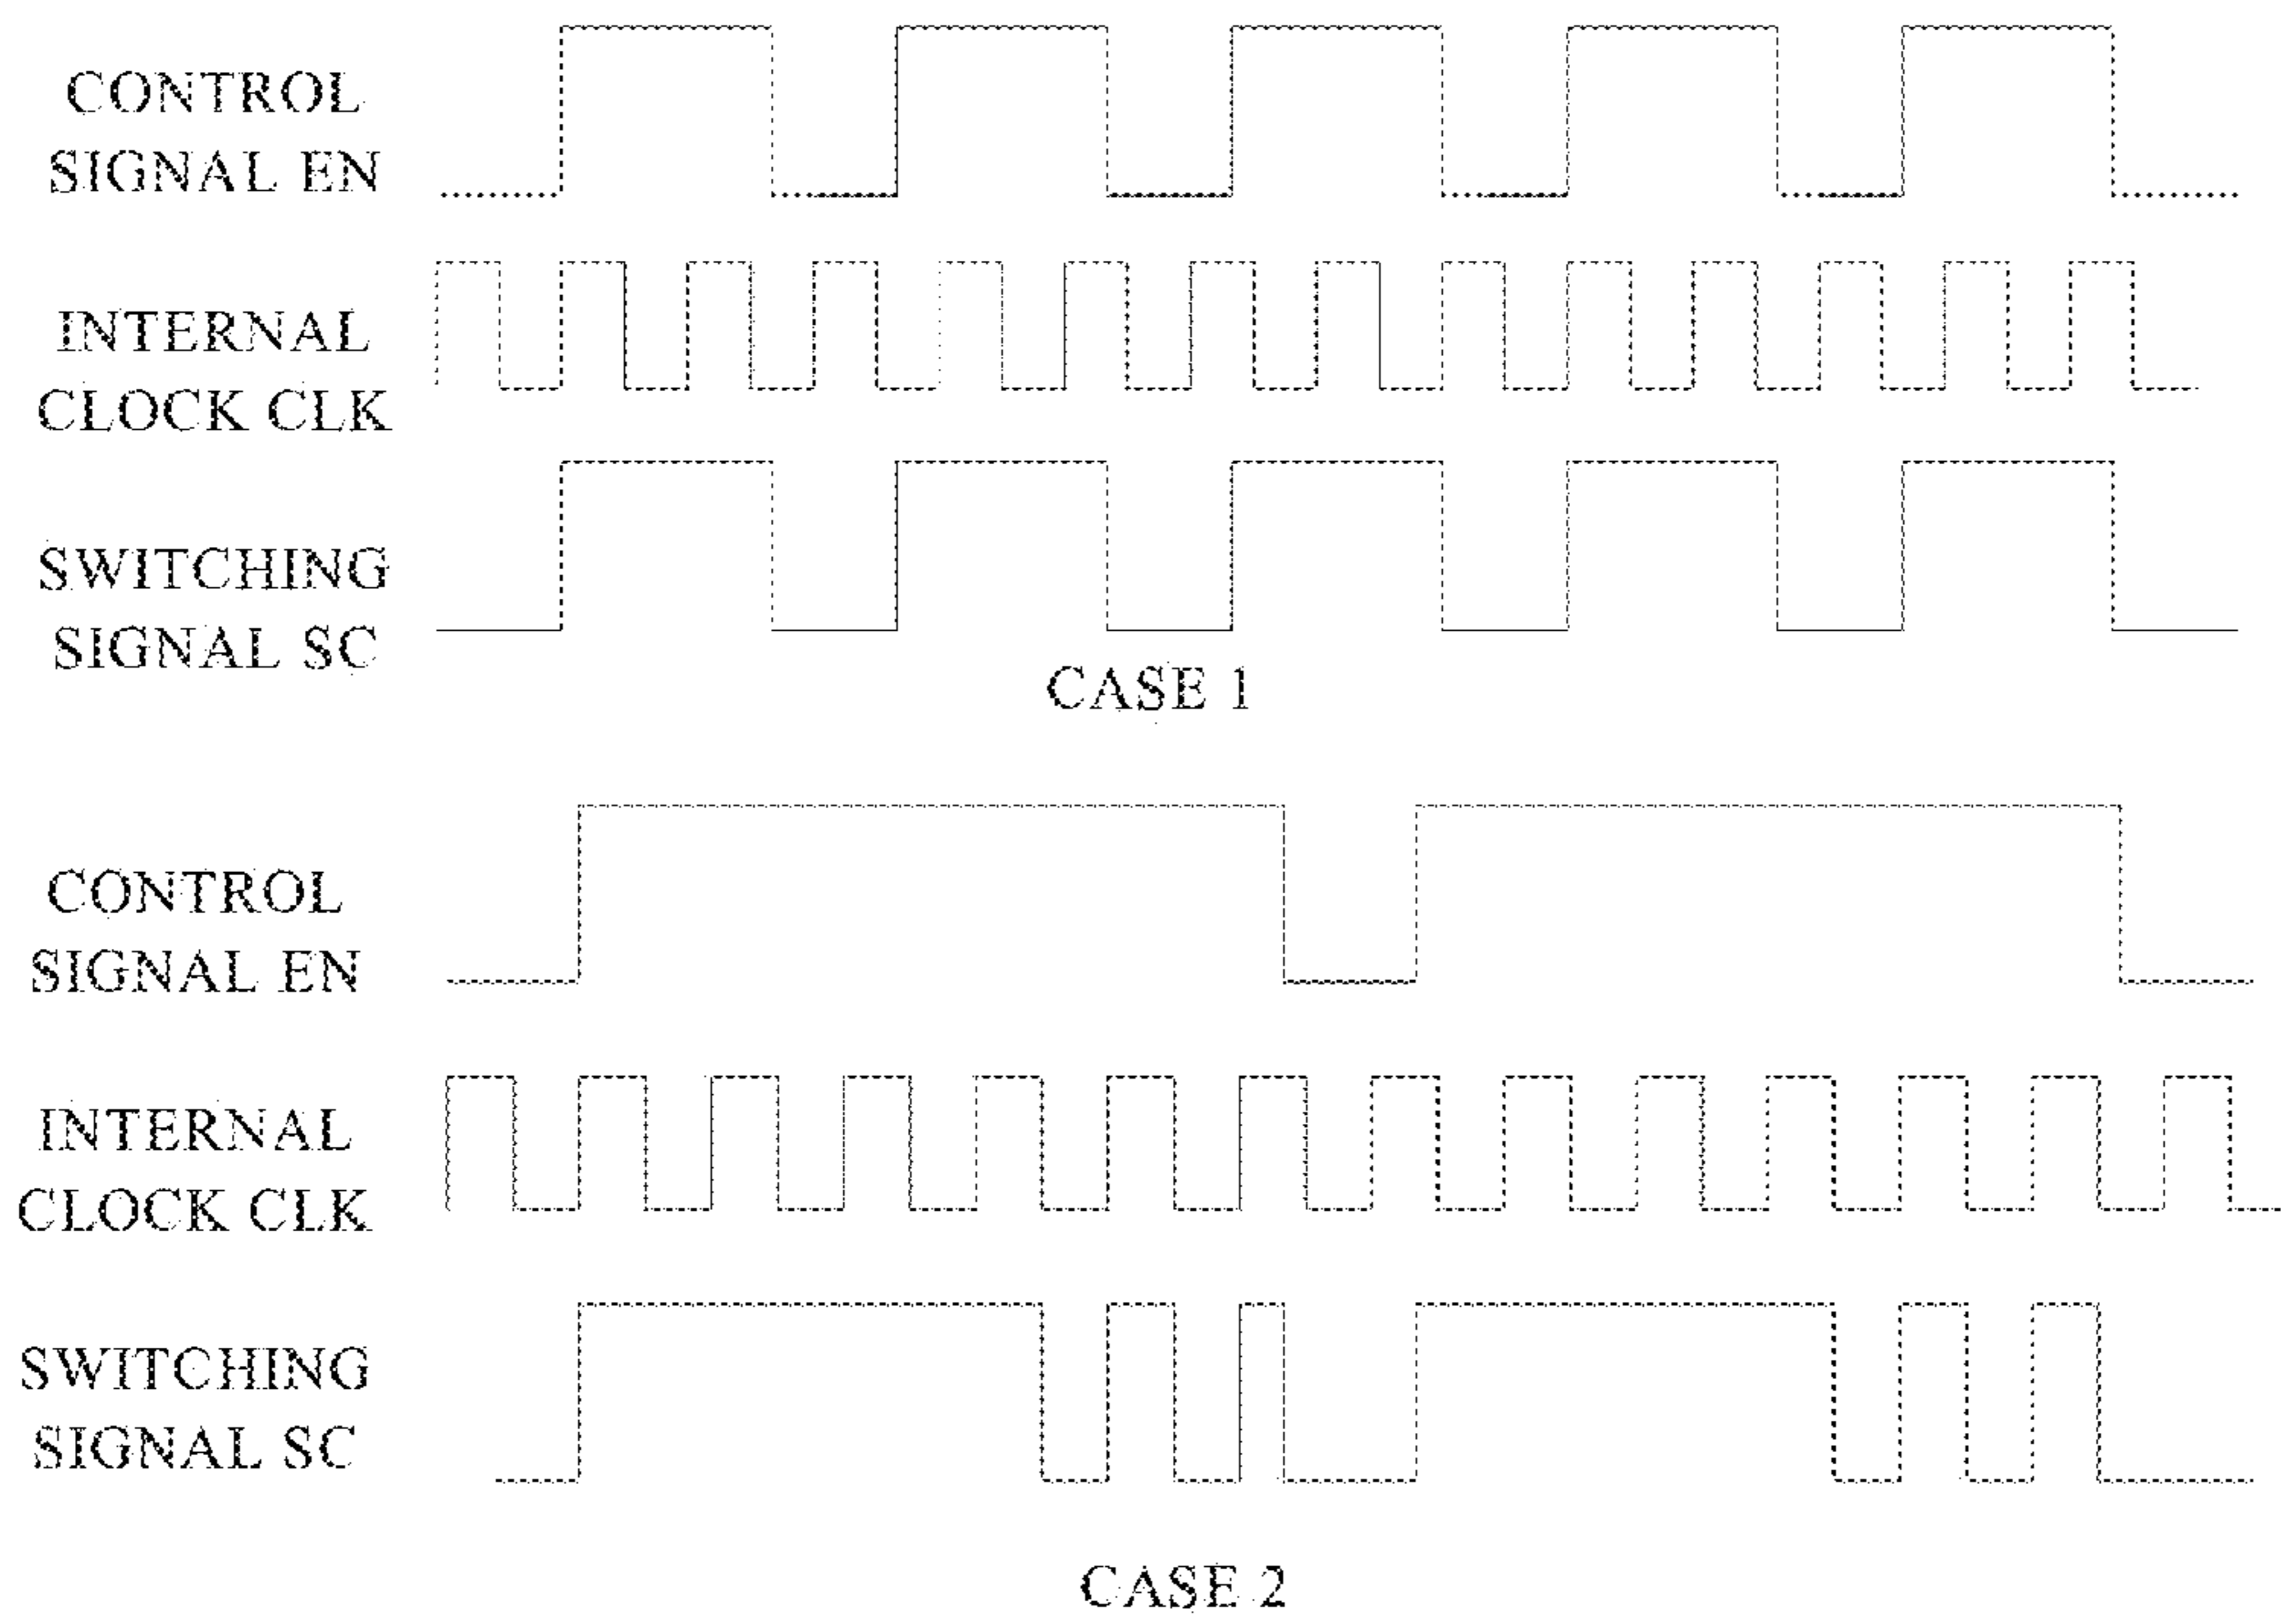 CONTROL
SIGNAL EN
INTERNAL
CLOCK CLK
SWITCHING
SIGNAL SC
CASE 1
CONTROL
SIGNAL EN
INTERNAL
CLOCK CLK
SWITCHING
SIGNAL SC
CASE 2